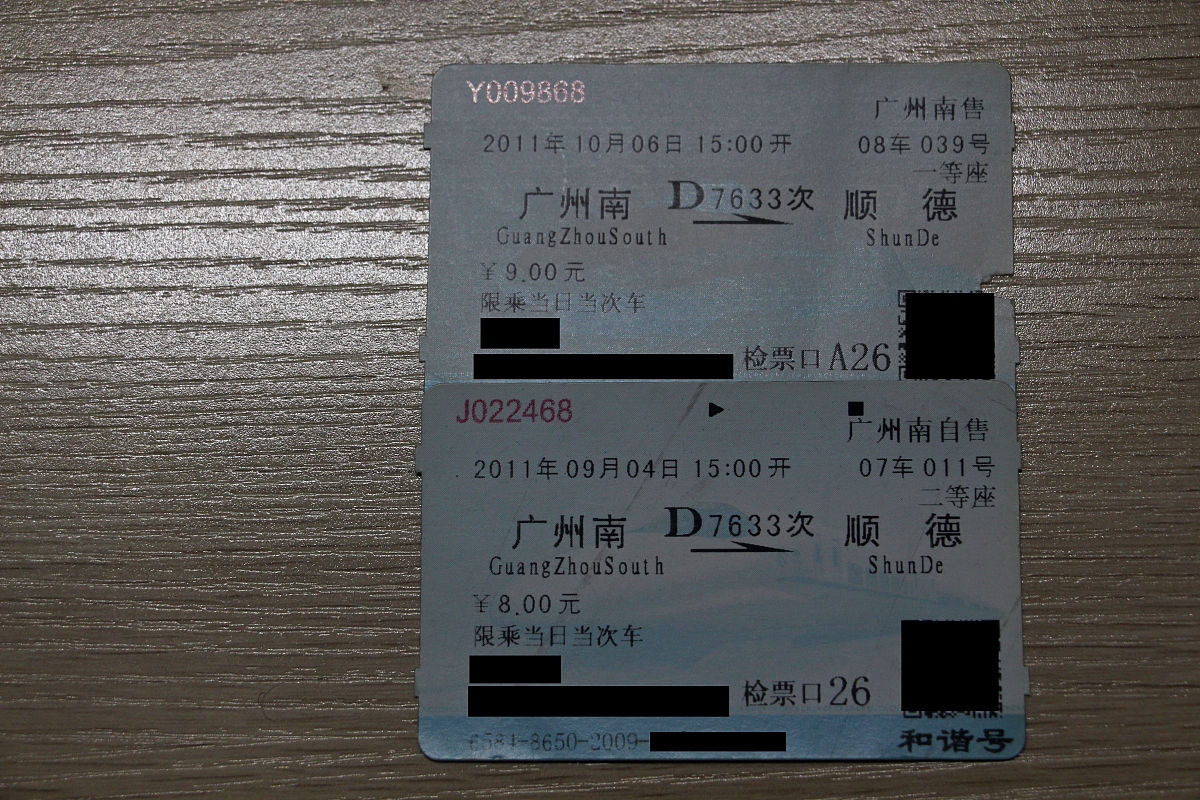 Y009868
广州南售
2011年10月06日 15:00开 08车 039号
一等座
广州南 D7633次 顺德
GuangZhouSouth ShunDe
¥9.00元
限乘当日当次车
检票口A26
J022468
广州南自售
2011年09月04日 15:00开 07车 011号
二等座
广州南 D7633次 顺德
GuangZhouSouth ShunDe
¥8.00元
限乘当日当次车
检票口26
6584-8650-2009-
和谐号